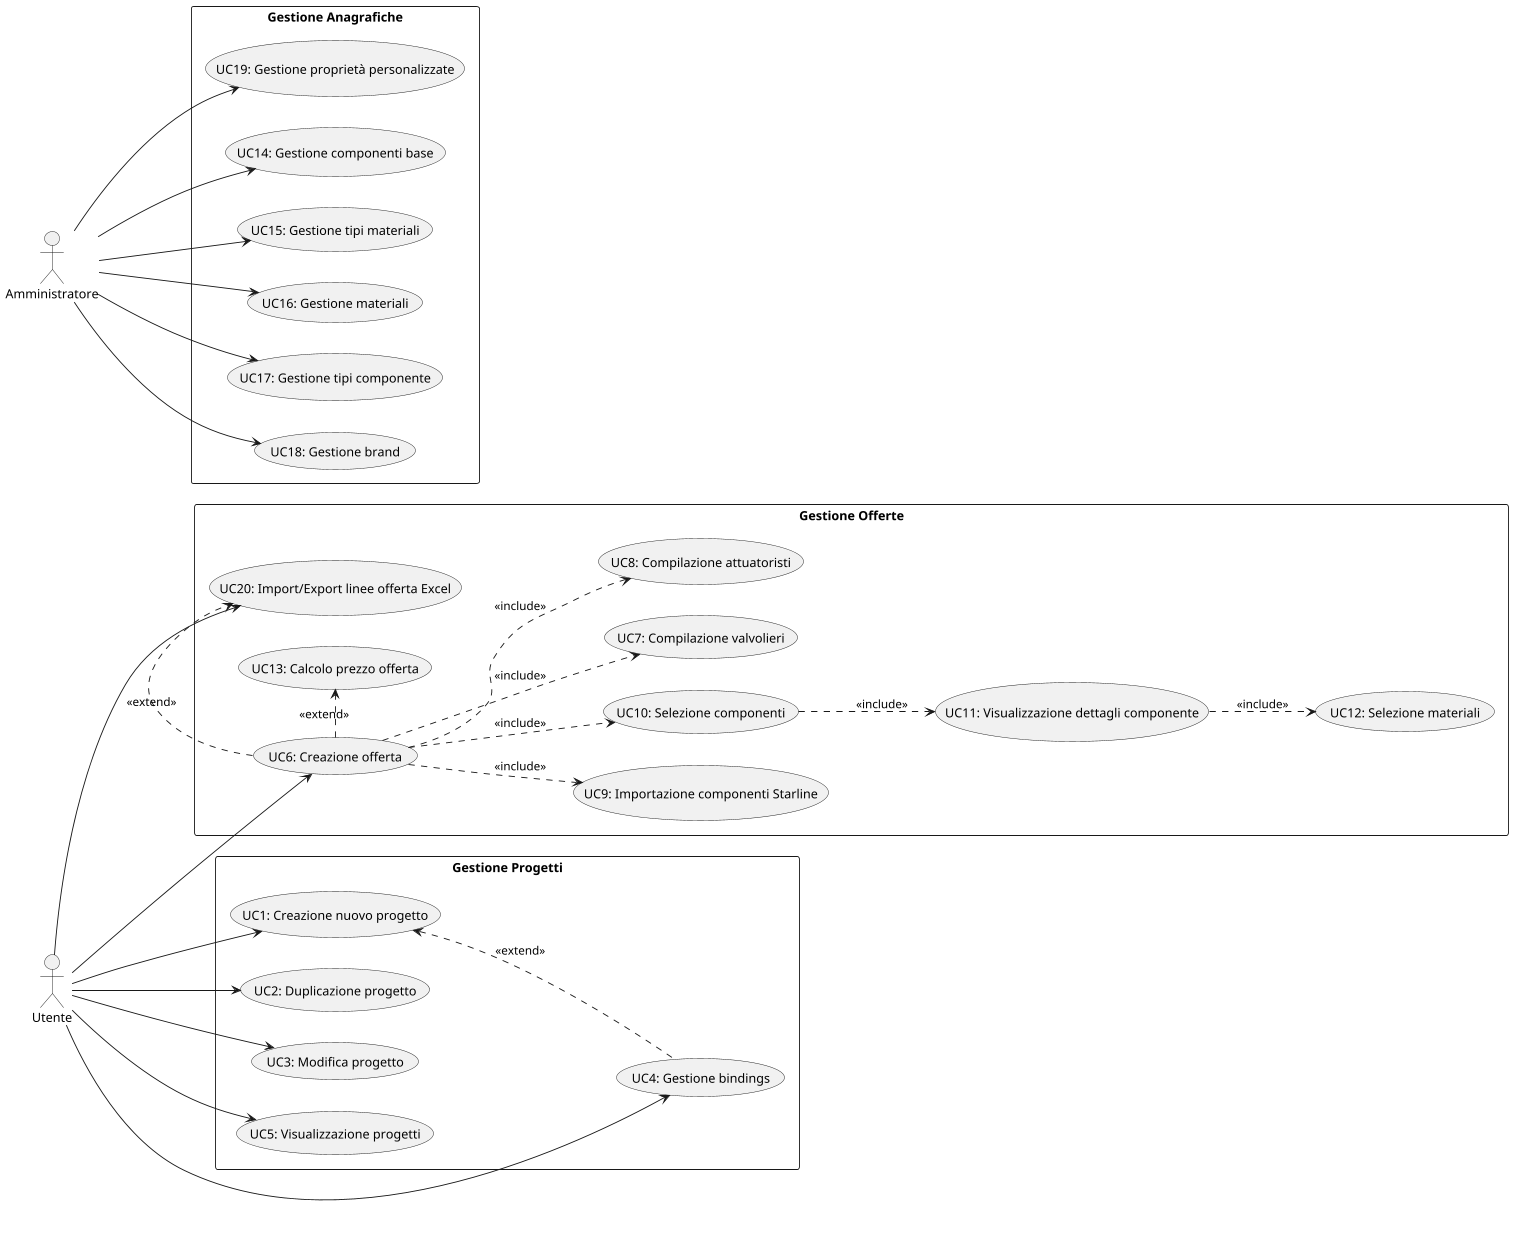 Gestione Anagrafiche
UC19: Gestione proprietà personalizzate
UC14: Gestione componenti base
UC15: Gestione tipi materiali
UC16: Gestione materiali
UC17: Gestione tipi componente
UC18: Gestione brand
Amministratore
Gestione Offerte
UC8: Compilazione attuatoristi
UC20: Import/Export linee offerta Excel
«include»
UC7: Compilazione valvolieri
UC13: Calcolo prezzo offerta
«include»
«extend»
«extend»
«include»
UC10: Selezione componenti
«include»
UC11: Visualizzazione dettagli componente
«include»
UC12: Selezione materiali
UC6: Creazione offerta
«include»
UC9: Importazione componenti Starline
Gestione Progetti
UC1: Creazione nuovo progetto
«extend»
UC2: Duplicazione progetto
Utente
UC3: Modifica progetto
UC4: Gestione bindings
UC5: Visualizzazione progetti